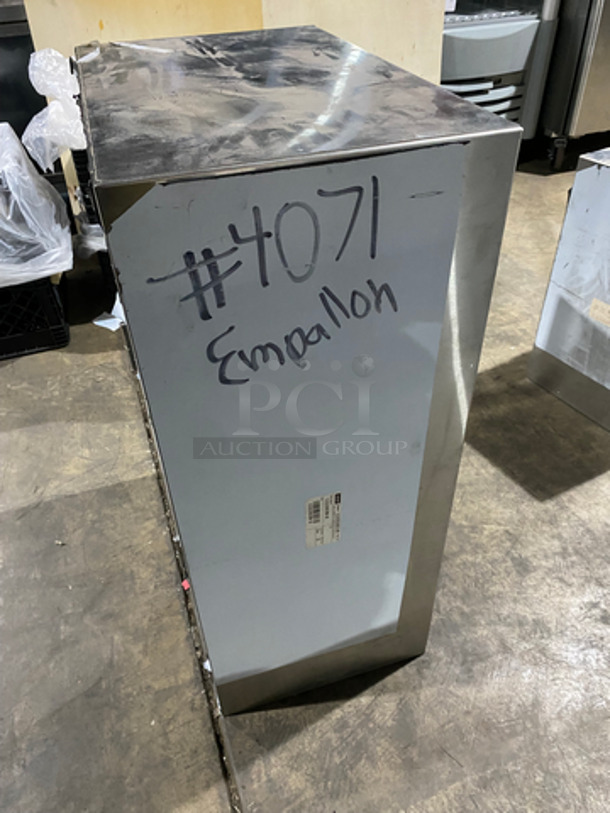 #4071
Empallon
PCI
AUCTION GROUP